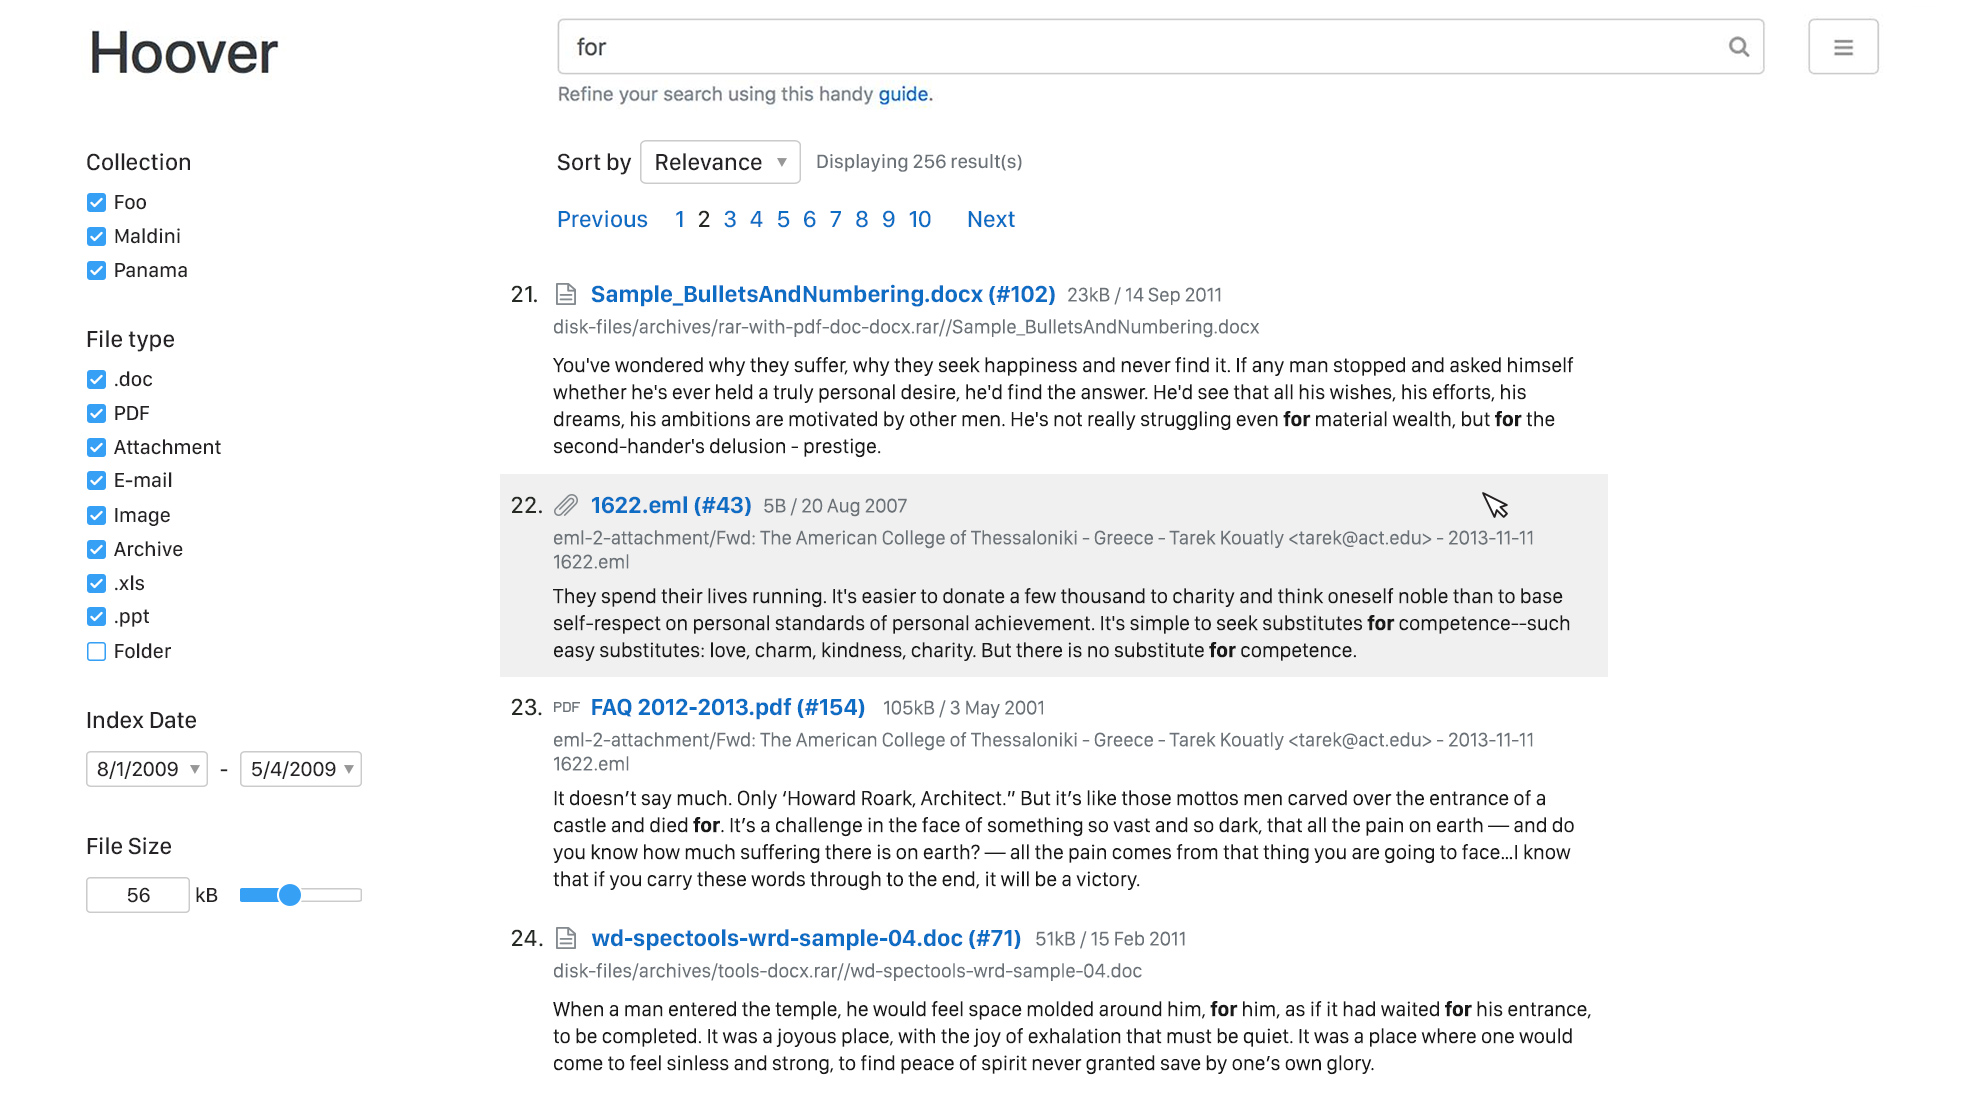 Hoover
for
Refine your search using this handy guide.
Collection
Foo
Maldini
Panama
File type
.doc
PDF
Attachment
E-mail
Image
Archive
.xls
.ppt
Folder
Index Date
8/1/2009 - 5/4/2009
File Size
56 kB
Sort by Relevance Displaying 256 result(s)
Previous 1 2 3 4 5 6 7 8 9 10 Next
21. Sample_BulletsAndNumbering.docx (#102) 23kB / 14 Sep 2011
disk-files/archives/rar-with-pdf-doc-docx.rar//Sample_BulletsAndNumbering.docx
You've wondered why they suffer, why they seek happiness and never find it. If any man stopped and asked himself
whether he's ever held a truly personal desire, he'd find the answer. He'd see that all his wishes, his efforts, his
dreams, his ambitions are motivated by other men. He's not really struggling even for material wealth, but for the
second-hander's delusion - prestige.
22. 1622.eml (#43) 5B / 20 Aug 2007
eml-2-attachment/Fwd: The American College of Thessaloniki - Greece - Tarek Kouatly <tarek@act.edu> - 2013-11-11
1622.eml
They spend their lives running. It's easier to donate a few thousand to charity and think oneself noble than to base
self-respect on personal standards of personal achievement. It's simple to seek substitutes for competence--such
easy substitutes: love, charm, kindness, charity. But there is no substitute for competence.
23. PDF FAQ 2012-2013.pdf (#154) 105kB / 3 May 2001
eml-2-attachment/Fwd: The American College of Thessaloniki - Greece - Tarek Kouatly <tarek@act.edu> - 2013-11-11
1622.eml
It doesn’t say much. Only ‘Howard Roark, Architect.” But it’s like those mottos men carved over the entrance of a
castle and died for. It’s a challenge in the face of something so vast and so dark, that all the pain on earth — and do
you know how much suffering there is on earth? — all the pain comes from that thing you are going to face…I know
that if you carry these words through to the end, it will be a victory.
24. wd-spectools-wrd-sample-04.doc (#71) 51kB / 15 Feb 2011
disk-files/archives/tools-docx.rar//wd-spectools-wrd-sample-04.doc
When a man entered the temple, he would feel space molded around him, for him, as if it had waited for his entrance,
to be completed. It was a joyous place, with the joy of exhalation that must be quiet. It was a place where one would
come to feel sinless and strong, to find peace of spirit never granted save by one’s own glory.